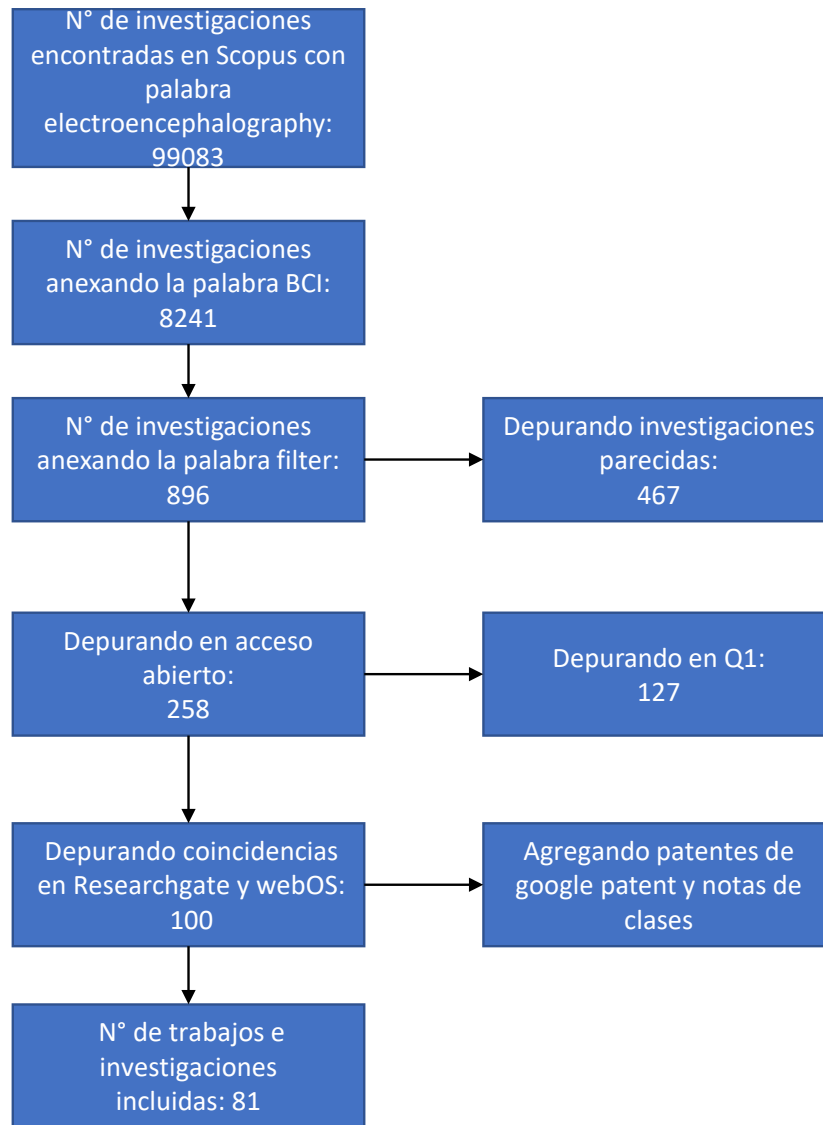 N° de investigaciones
encontradas en Scopus con
palabra
electroencephalography:
99083
N° de investigaciones
anexando la palabra BCI:
8241
N° de investigaciones
anexando la palabra filter:
896
Depurando investigaciones
parecidas:
467
Depurando en acceso
abierto:
258
Depurando en Q1:
127
Depurando coincidencias
en Researchgate y webOS:
100
Agregando patentes de
google patent y notas de
clases
N° de trabajos e
investigaciones
incluidas: 81